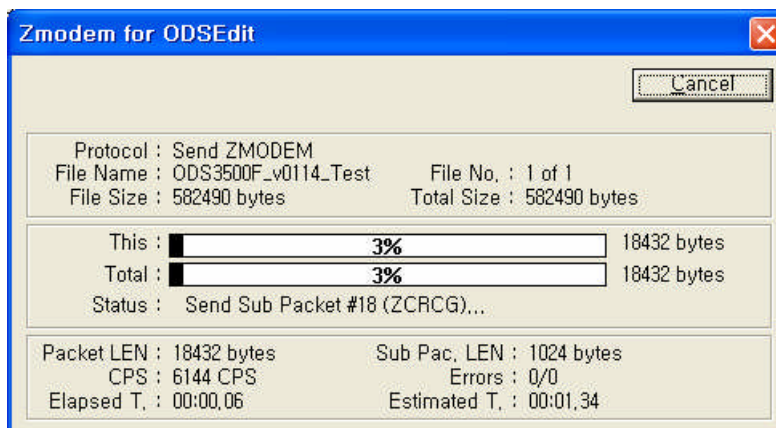 Zmodem for ODSEdit
Cancel
Protocol : Send ZMODEM
File Name : ODS3500F_v0114_Test File No, : 1 of 1
File Size : 582490 bytes Total Size : 582490 bytes
This : 3% 18432 bytes
Total : 3% 18432 bytes
Status : Send Sub Packet #18 (ZCRCG),,,
Packet LEN : 18432 bytes Sub Pac, LEN : 1024 bytes
CPS : 6144 CPS Errors : 0/0
Elapsed T, : 00:00,06 Estimated T, : 00:01,34